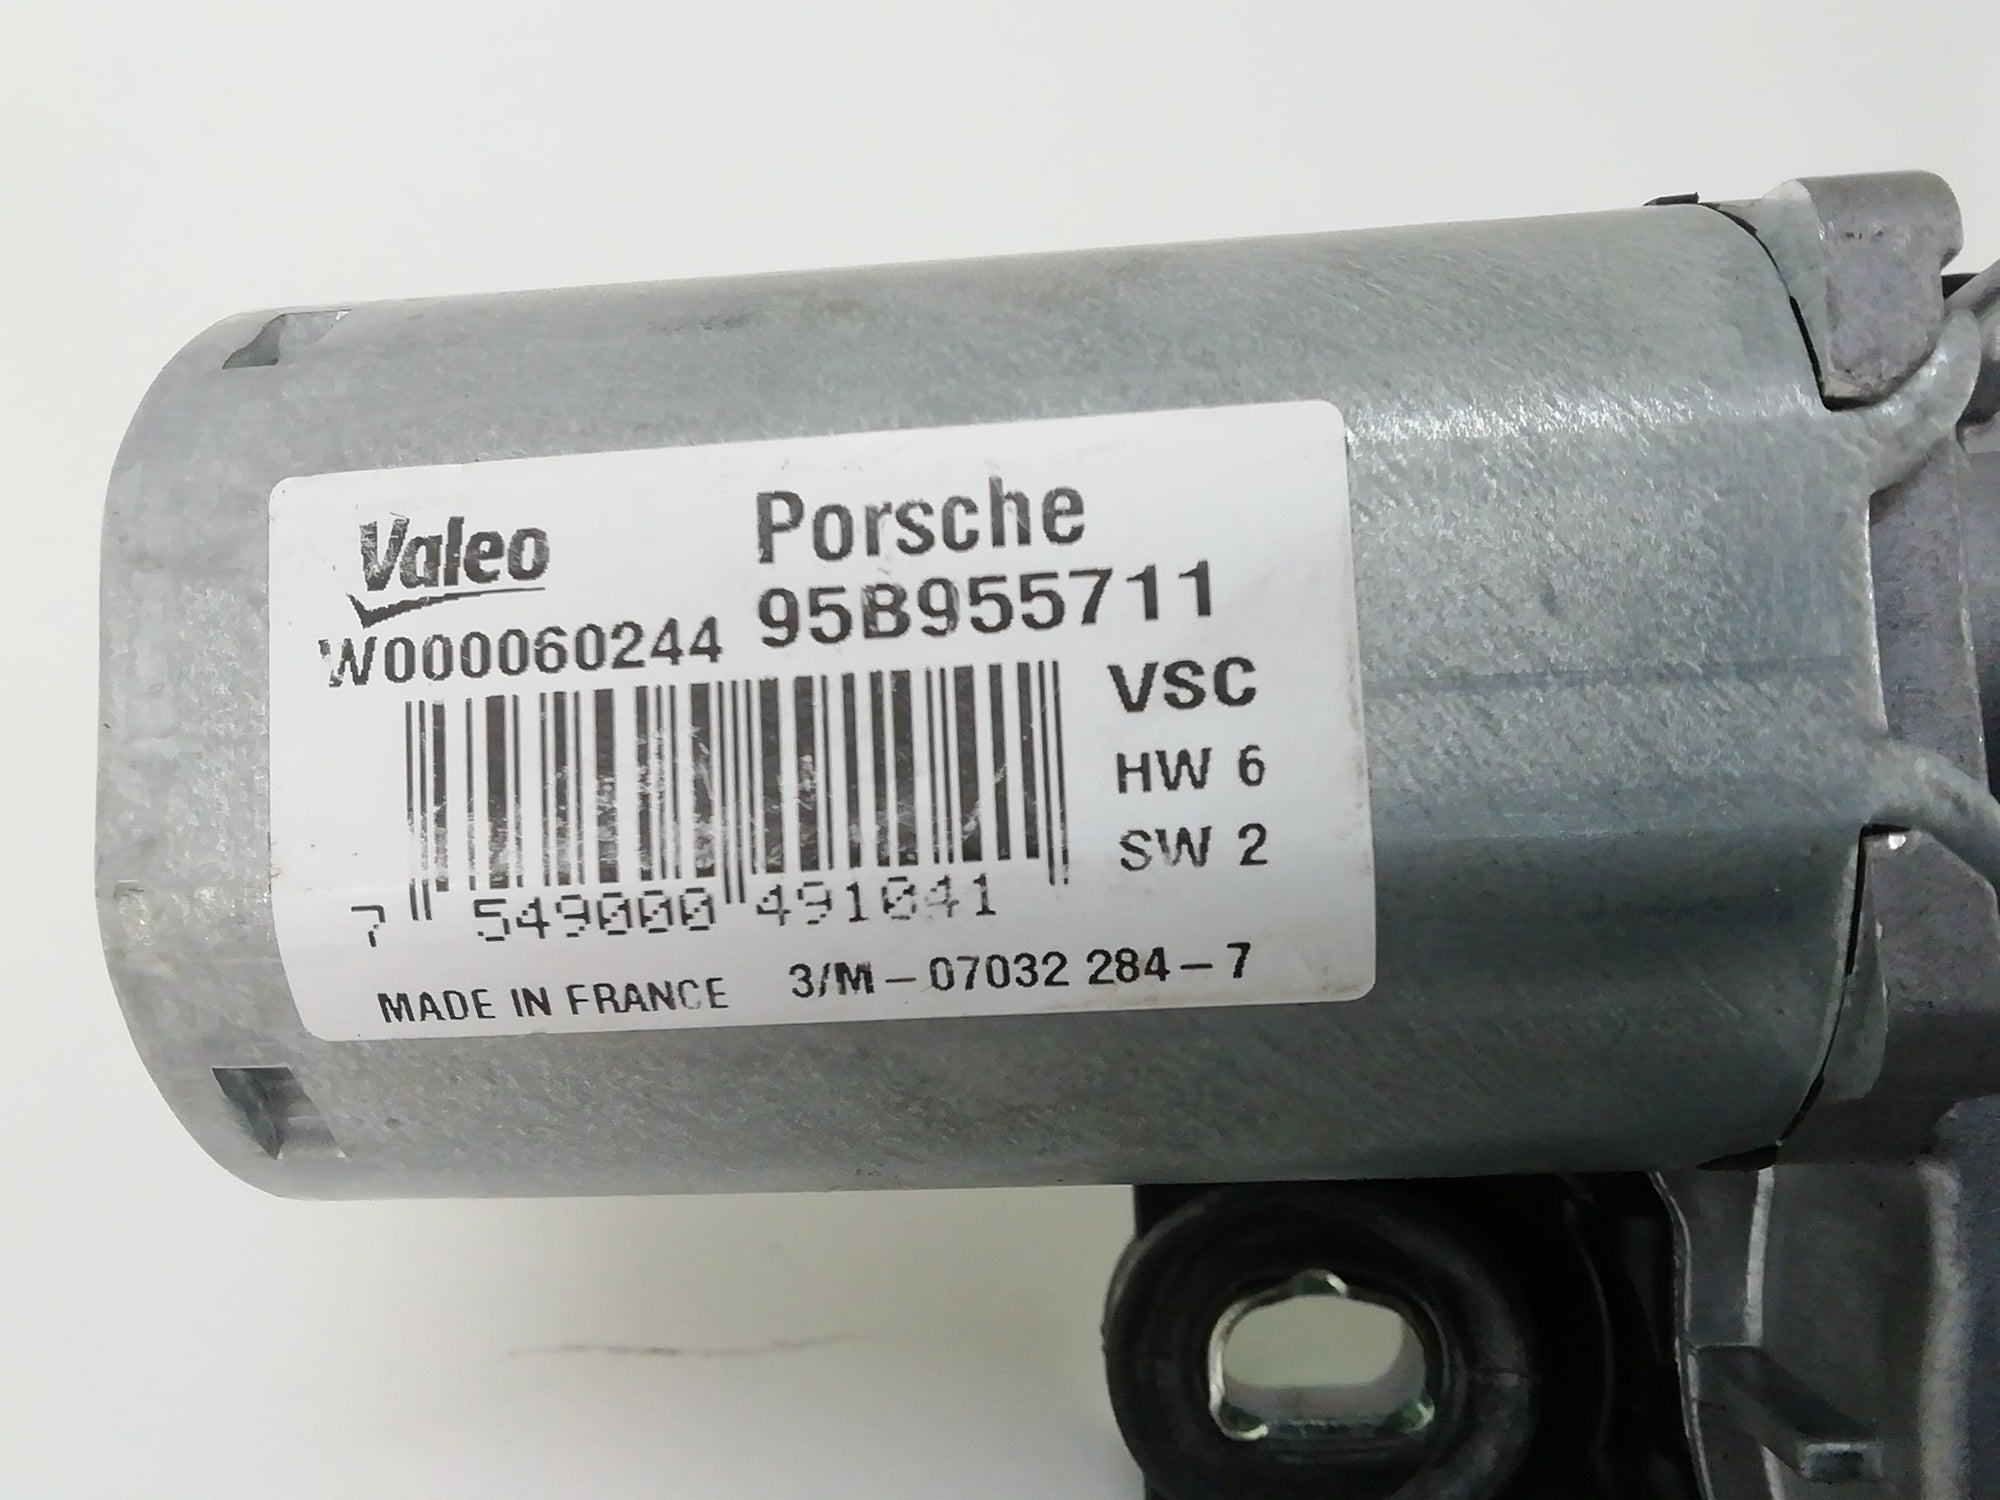 Valeo
Porsche
W000060244
95B955711
VSC
HW 6
SW 2
7 549000 491041
MADE IN FRANCE 3/M-07032 284-7